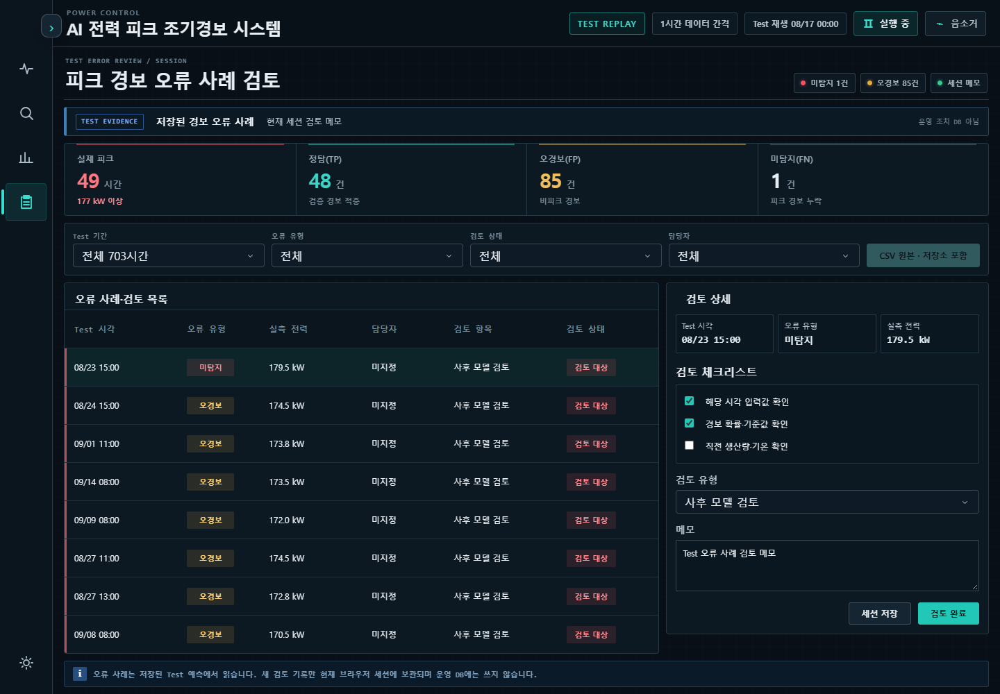 POWER CONTROL
AI 전력 피크 조기경보 시스템
TEST REPLAY
1시간 데이터 간격
Test 재생 08/17 00:00
실행 중
음소거
TEST ERROR REVIEW / SESSION
피크 경보 오류 사례 검토
미탐지 1건
오경보 85건
세션 메모
TEST EVIDENCE
저장된 경보 오류 사례
현재 세션 검토 메모
운영 조치 DB 아님
실제 피크
49 시간
177 kW 이상
정탐(TP)
48 건
검증 경보 적중
오경보(FP)
85 건
비피크 경보
미탐지(FN)
1 건
피크 경보 누락
Test 기간
전체 703시간
오류 유형
전체
검토 상태
전체
담당자
전체
CSV 원본 · 저장소 포함
오류 사례·검토 목록
Test 시각 오류 유형 실측 전력 담당자 검토 항목 검토 상태
08/23 15:00 미탐지 179.5 kW 미지정 사후 모델 검토 검토 대상
08/24 15:00 오경보 174.5 kW 미지정 사후 모델 검토 검토 대상
09/01 11:00 오경보 173.8 kW 미지정 사후 모델 검토 검토 대상
09/14 08:00 오경보 173.5 kW 미지정 사후 모델 검토 검토 대상
09/09 08:00 오경보 172.0 kW 미지정 사후 모델 검토 검토 대상
08/27 11:00 오경보 174.5 kW 미지정 사후 모델 검토 검토 대상
08/27 13:00 오경보 172.8 kW 미지정 사후 모델 검토 검토 대상
09/08 08:00 오경보 170.5 kW 미지정 사후 모델 검토 검토 대상
검토 상세
Test 시각
08/23 15:00
오류 유형
미탐지
실측 전력
179.5 kW
검토 체크리스트
해당 시각 입력값 확인
경보 확률·기준값 확인
직전 생산량·기온 확인
검토 유형
사후 모델 검토
메모
Test 오류 사례 검토 메모
세션 저장
검토 완료
i 오류 사례는 저장된 Test 예측에서 읽습니다. 새 검토 기록만 현재 브라우저 세션에 보관되며 운영 DB에는 쓰지 않습니다.